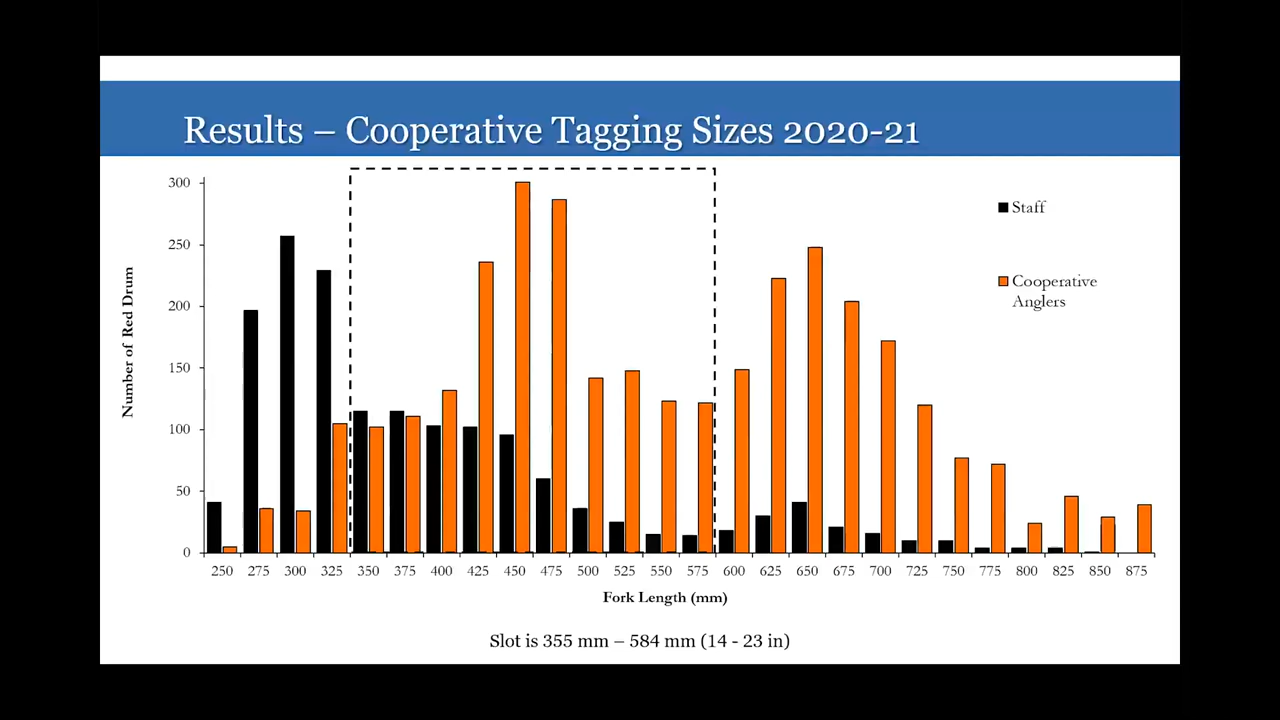 Results – Cooperative Tagging Sizes 2020-21
300
250
200
150
100
50
0
Number of Red Drum
Staff
Cooperative
Anglers
250 275 300 325 350 375 400 425 450 475 500 525 550 575 600 625 650 675 700 725 750 775 800 825 850 875
Fork Length (mm)
Slot is 355 mm – 584 mm (14 - 23 in)